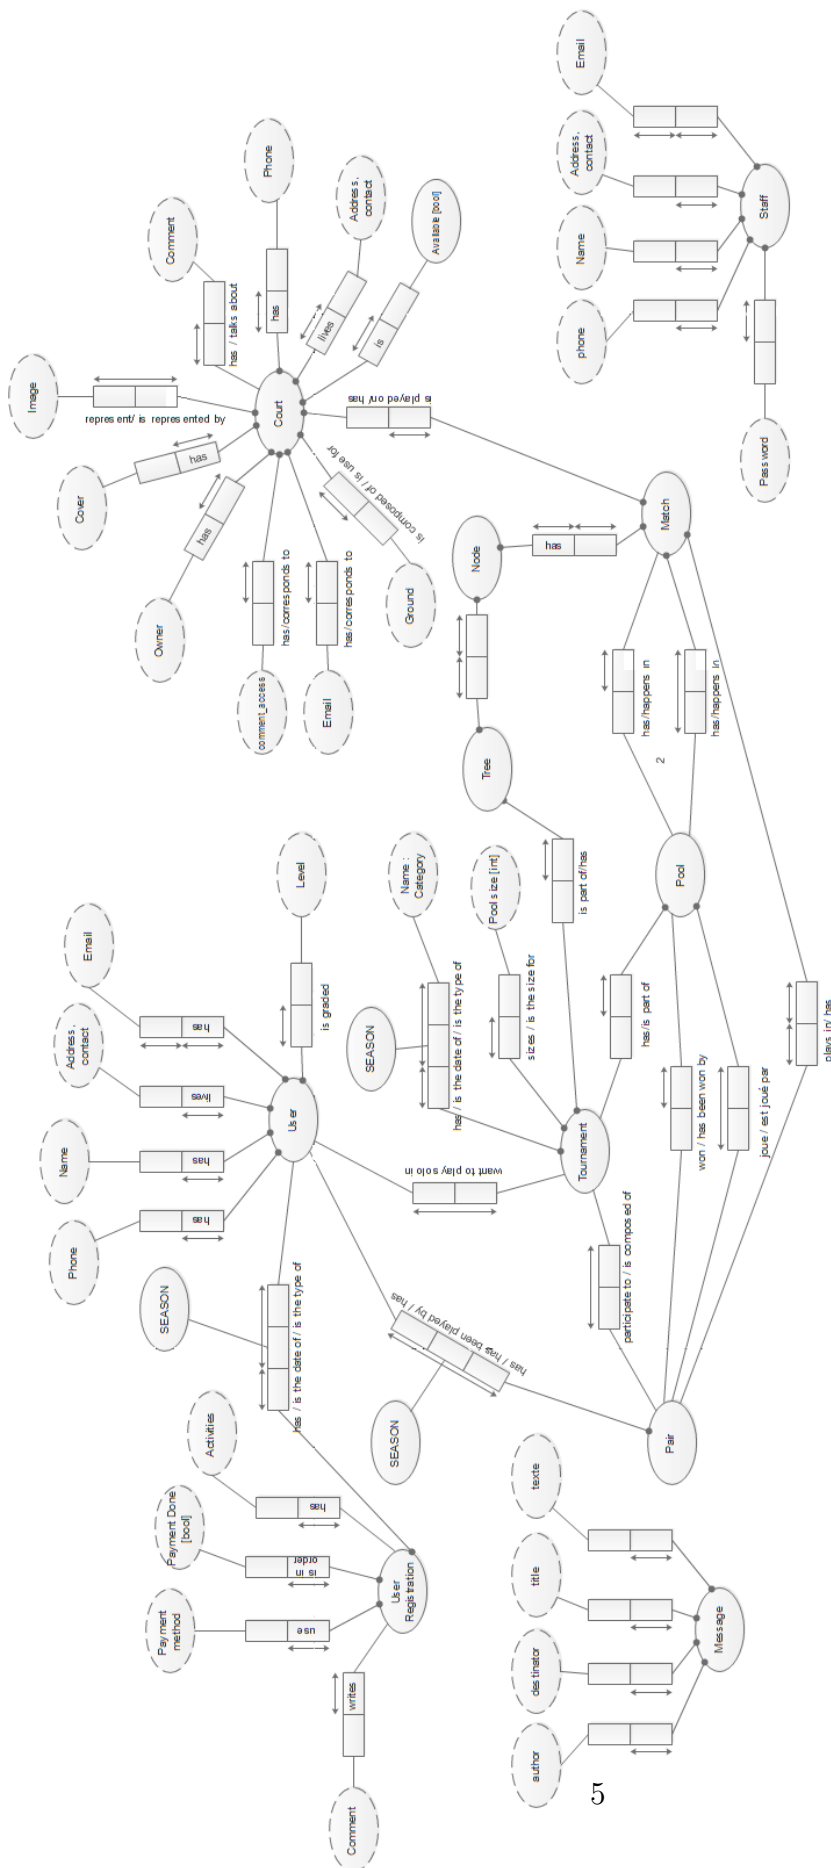 Email
Address,
contact
Name
phone
Staff
Password
Phone
Comment
Address,
contact
Available [bool]
has / talks about
has
lives
is
Image
represent/ is represented by
Court
is played on/ has
Cover
has
Owner
has
has/corresponds to
comment_access
has/corresponds to
Email
is composed of / is use for
Ground
Node
has
Match
Tree
has/happens in
has/happens in
2
Pool
is part of/has
Level
is graded
Name :
Category
Pool size [int]
SEASON
has / is the date of / is the type of
sizes / is the size for
has/is part of
Email
has
Address,
contact
lives
Name
has
Phone
has
User
want to play solo in
Tournament
won / has been won by
joue / est joué par
plays in/ has
participate to / is composed of
SEASON
has / is the date of / is the type of
has / has been played by / has
SEASON
Pair
Activities
has
Payment Done
[bool]
is in
order
Payment
method
use
User
Registration
writes
Comment
texte
title
destinator
author
Message
5